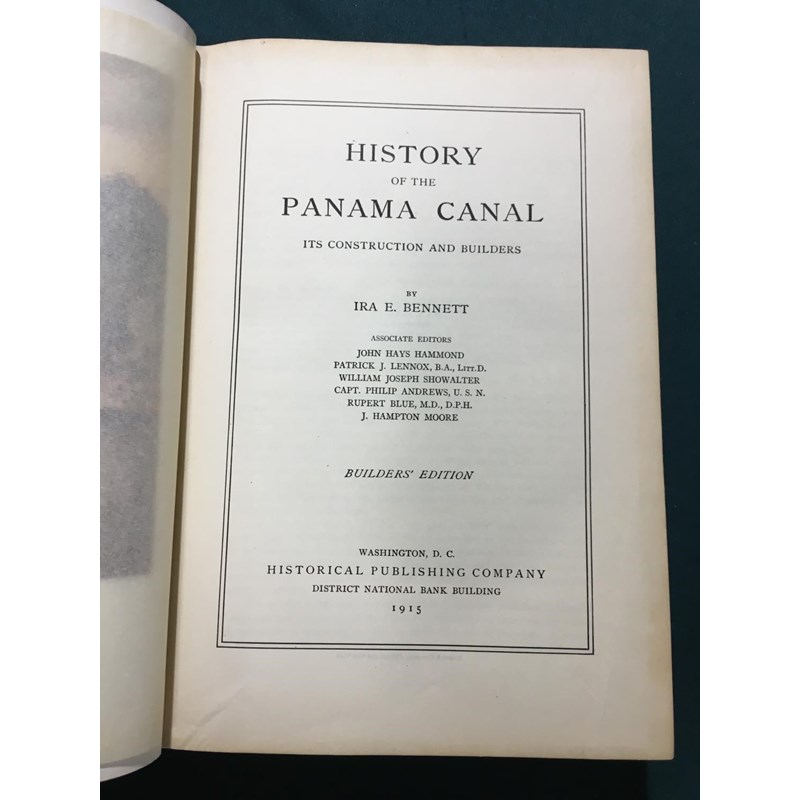 HISTORY
OF THE
PANAMA CANAL
ITS CONSTRUCTION AND BUILDERS
BY
IRA E. BENNETT
ASSOCIATE EDITORS
JOHN HAYS HAMMOND
PATRICK J. LENNOX, B.A., LITT.D.
WILLIAM JOSEPH SHOWALTER
CAPT. PHILIP ANDREWS, U. S. N.
RUPERT BLUE, M.D., D.P.H.
J. HAMPTON MOORE
BUILDERS' EDITION
WASHINGTON, D. C.
HISTORICAL PUBLISHING COMPANY
DISTRICT NATIONAL BANK BUILDING
1915